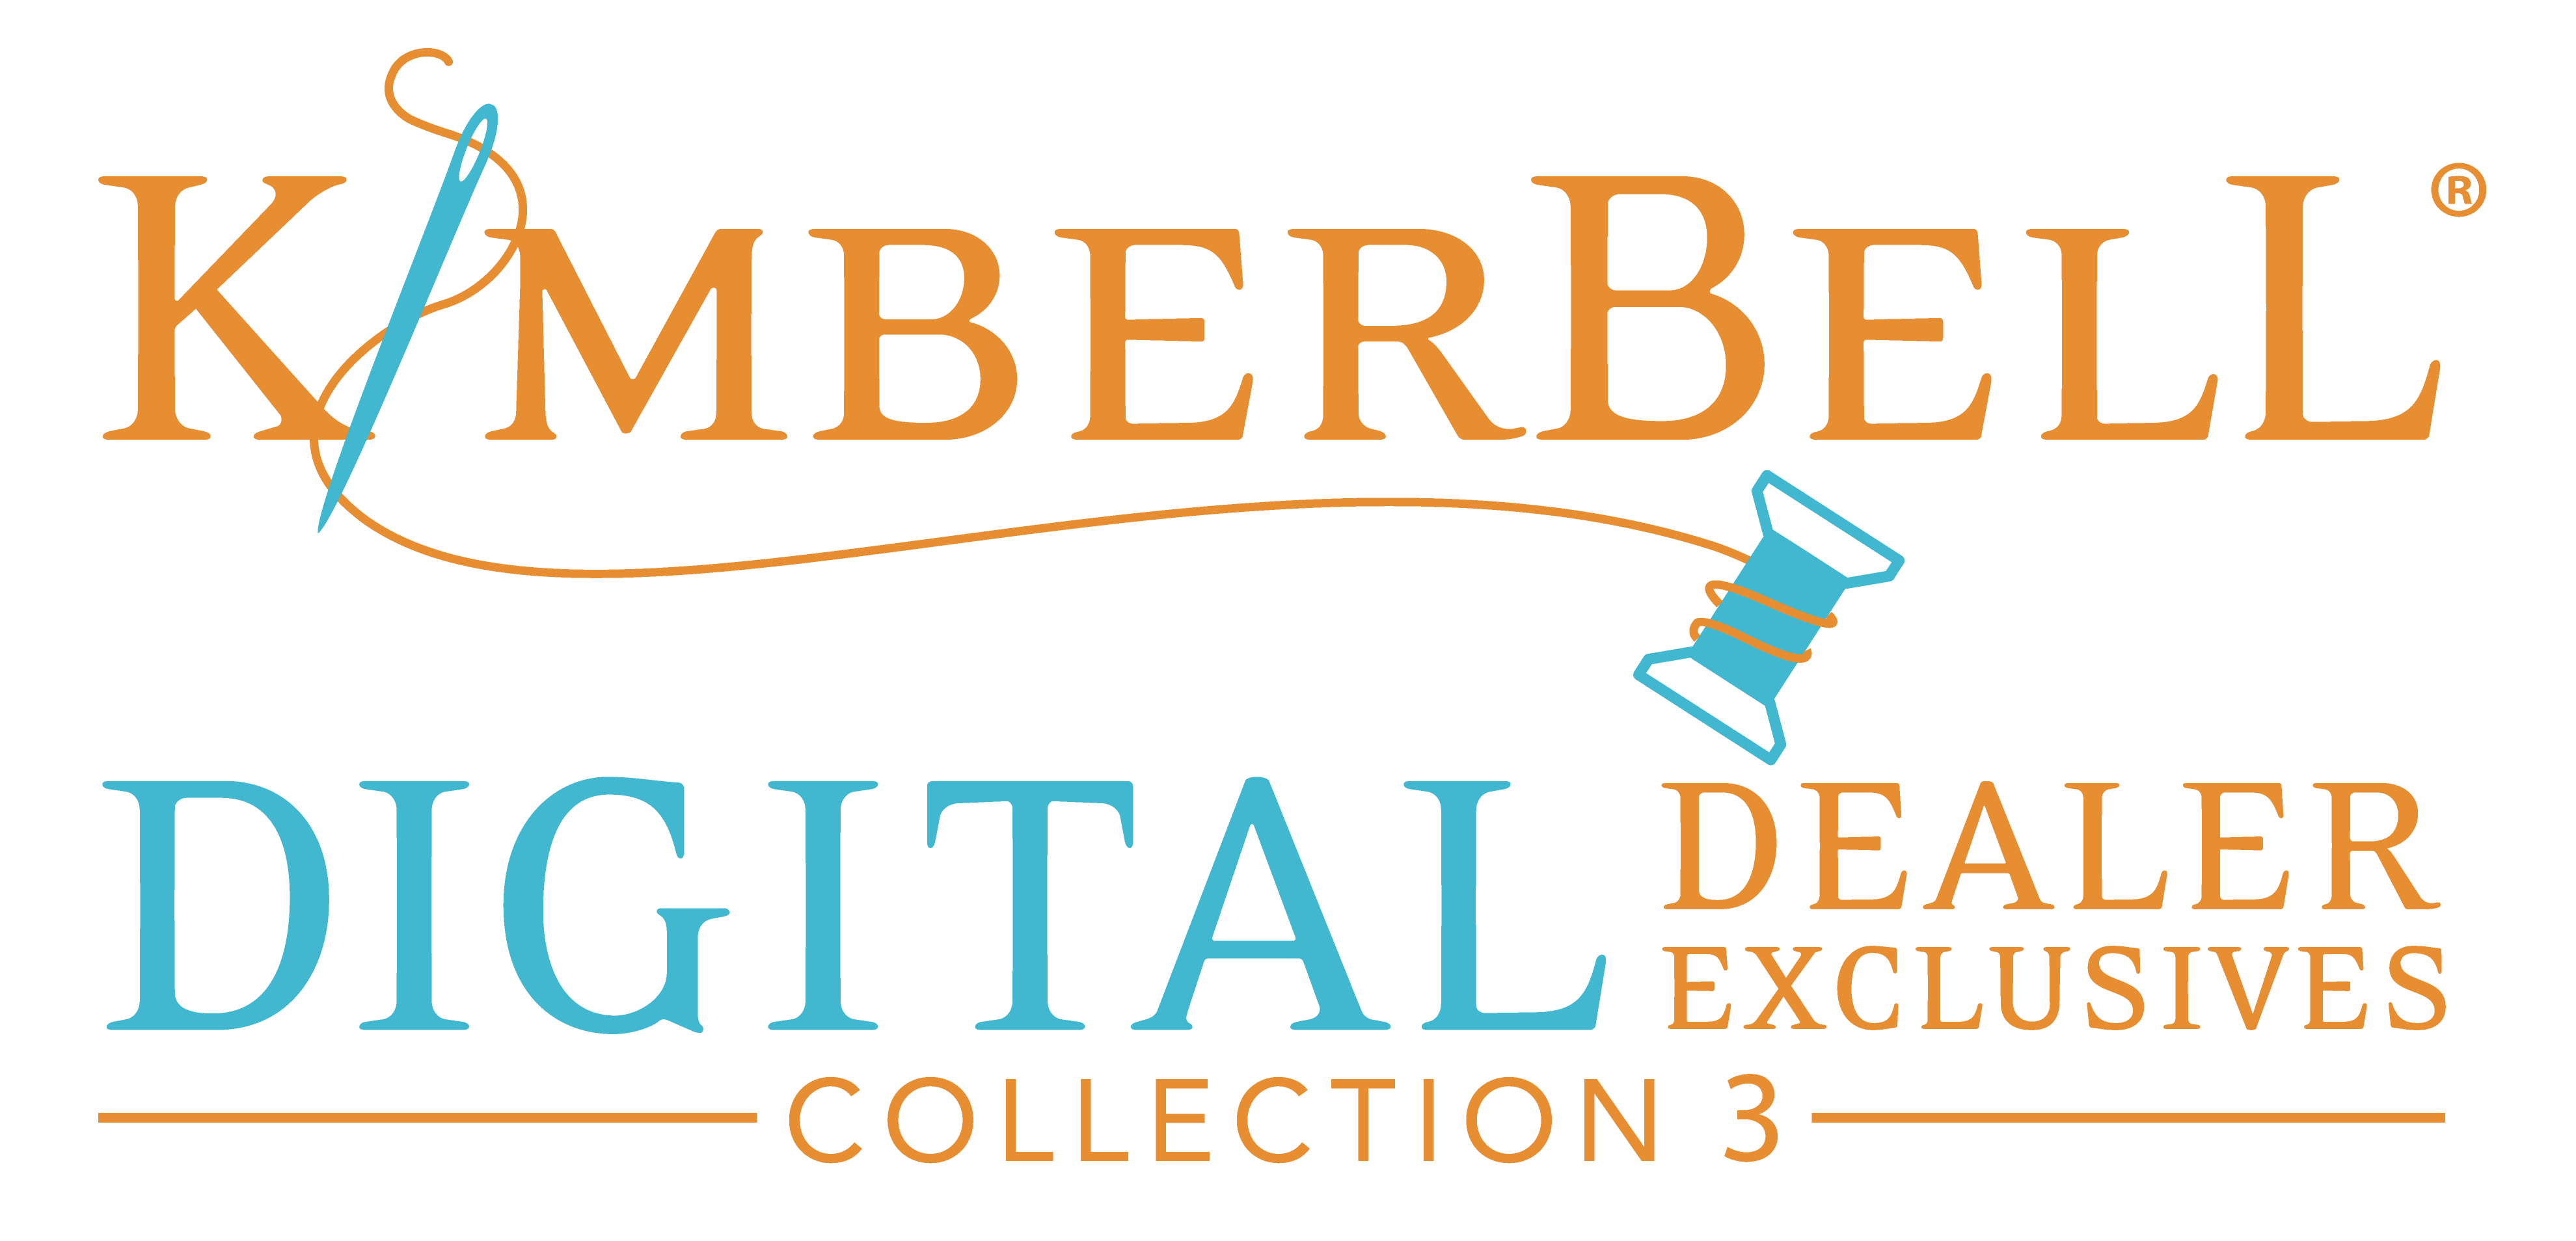 KIMBERBELL®
DIGITAL DEALER
EXCLUSIVES
COLLECTION 3